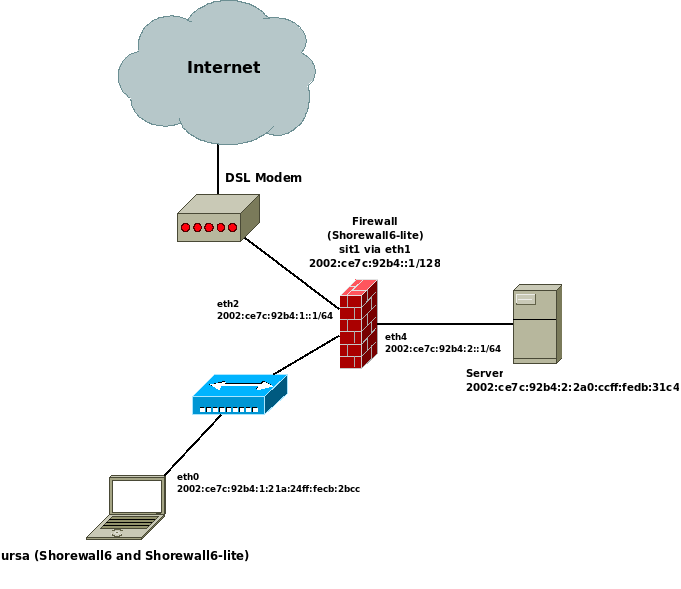 Internet
DSL Modem
Firewall
(Shorewall6-lite)
sit1 via eth1
2002:ce7c:92b4::1/128
eth2
2002:ce7c:92b4:1::1/64
eth4
2002:ce7c:92b4:2::1/64
Server
2002:ce7c:92b4:2:2a0:ccff:fedb:31c4
eth0
2002:ce7c:92b4:1:21a:24ff:fecb:2bcc
ursa (Shorewall6 and Shorewall6-lite)